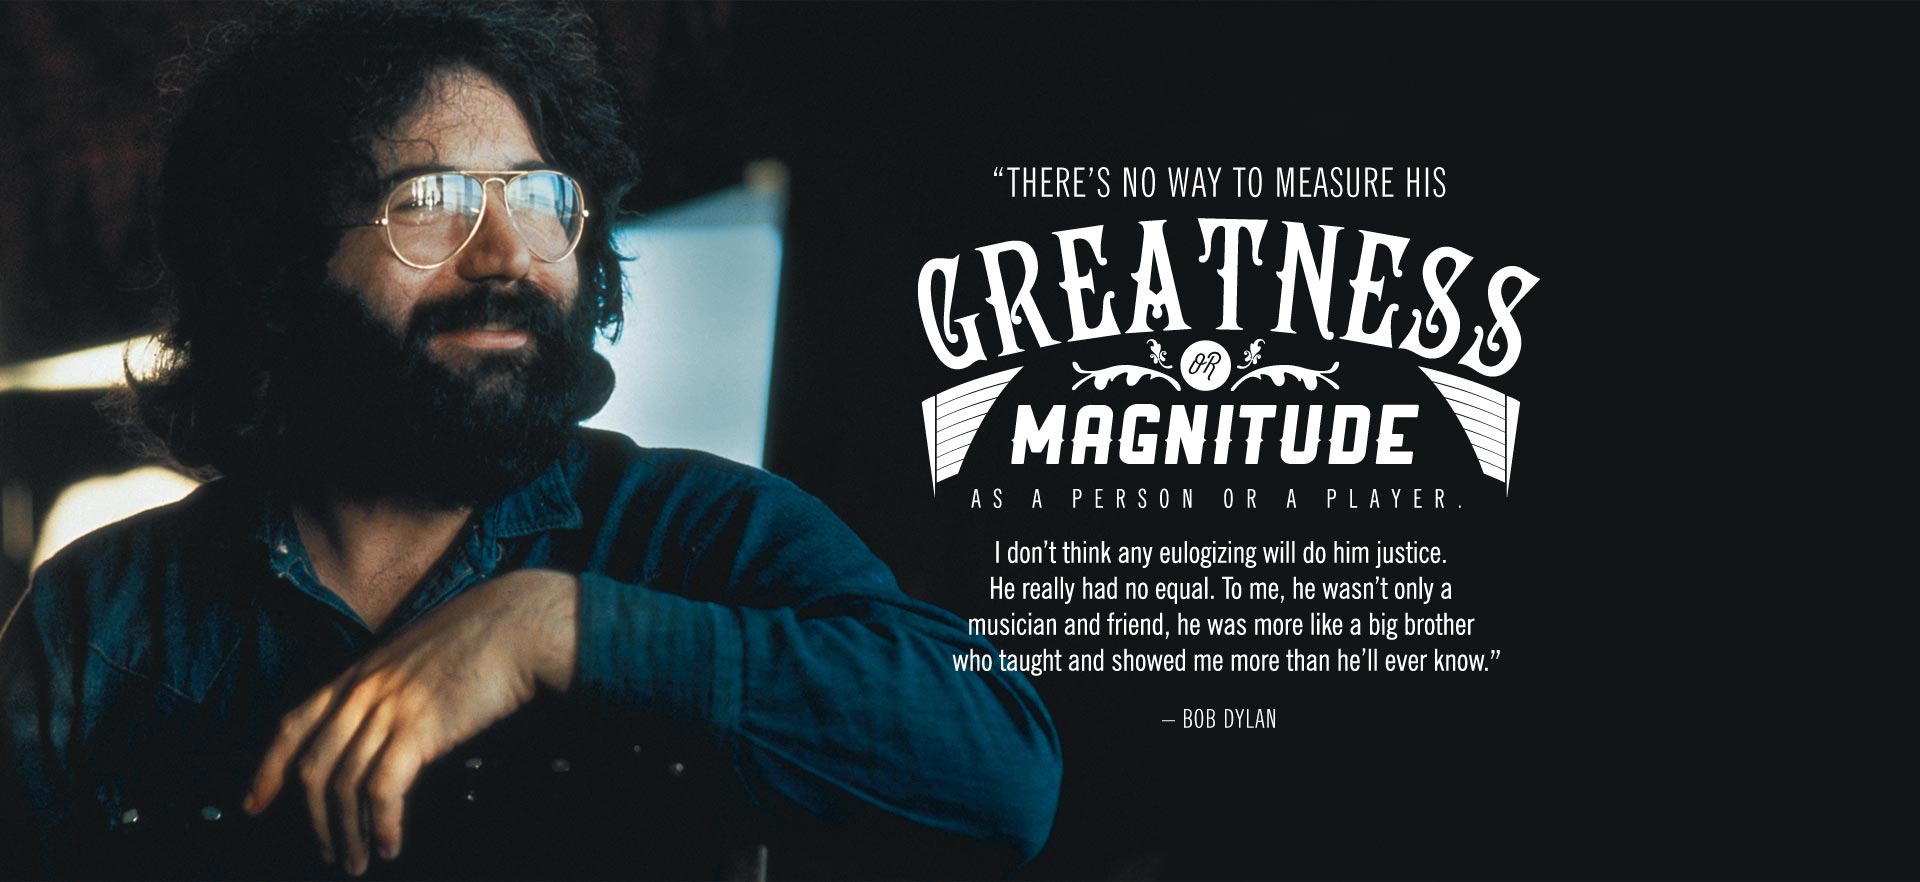 “THERE’S NO WAY TO MEASURE HIS
GREATNESS
OR
MAGNITUDE
AS A PERSON OR A PLAYER.
I don’t think any eulogizing will do him justice.
He really had no equal. To me, he wasn’t only a
musician and friend, he was more like a big brother
who taught and showed me more than he’ll ever know.”
– BOB DYLAN